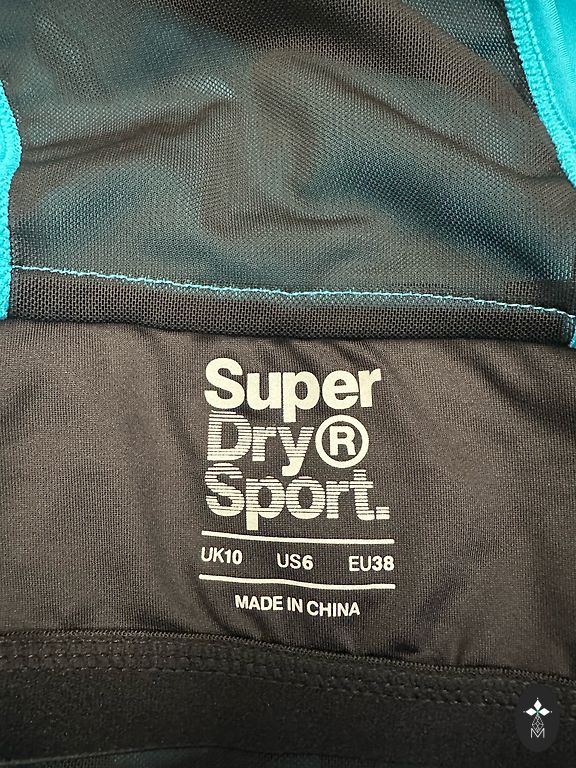 Super
Dry®
Sport.
UK10 US6 EU38
MADE IN CHINA
M